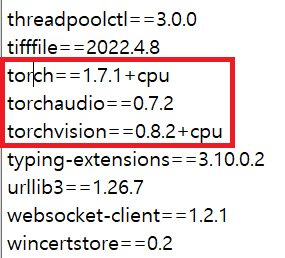 threadpoolctl==3.0.0
tifffile==2022.4.8
torch==1.7.1+cpu
torchaudio==0.7.2
torchvision==0.8.2+cpu
typing-extensions==3.10.0.2
urllib3==1.26.7
websocket-client==1.2.1
wincertstore==0.2